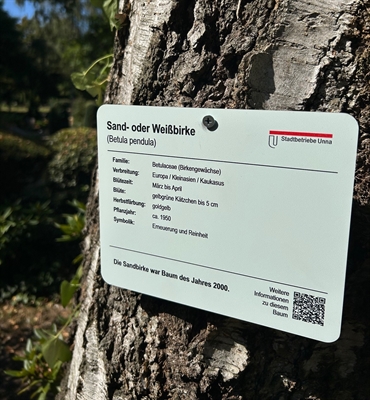 Sand- oder Weißbirke
(Betula pendula)
Stadtbetriebe Unna
Familie: Betulaceae (Birkengewächse)
Verbreitung: Europa / Kleinasien / Kaukasus
Blütezeit: März bis April
Blüte: gelbgrüne Kätzchen bis 5 cm
Herbstfärbung: goldgelb
Pflanzjahr: ca. 1950
Symbolik: Erneuerung und Reinheit
Die Sandbirke war Baum des Jahres 2000.
Weitere
Informationen
zu diesem
Baum